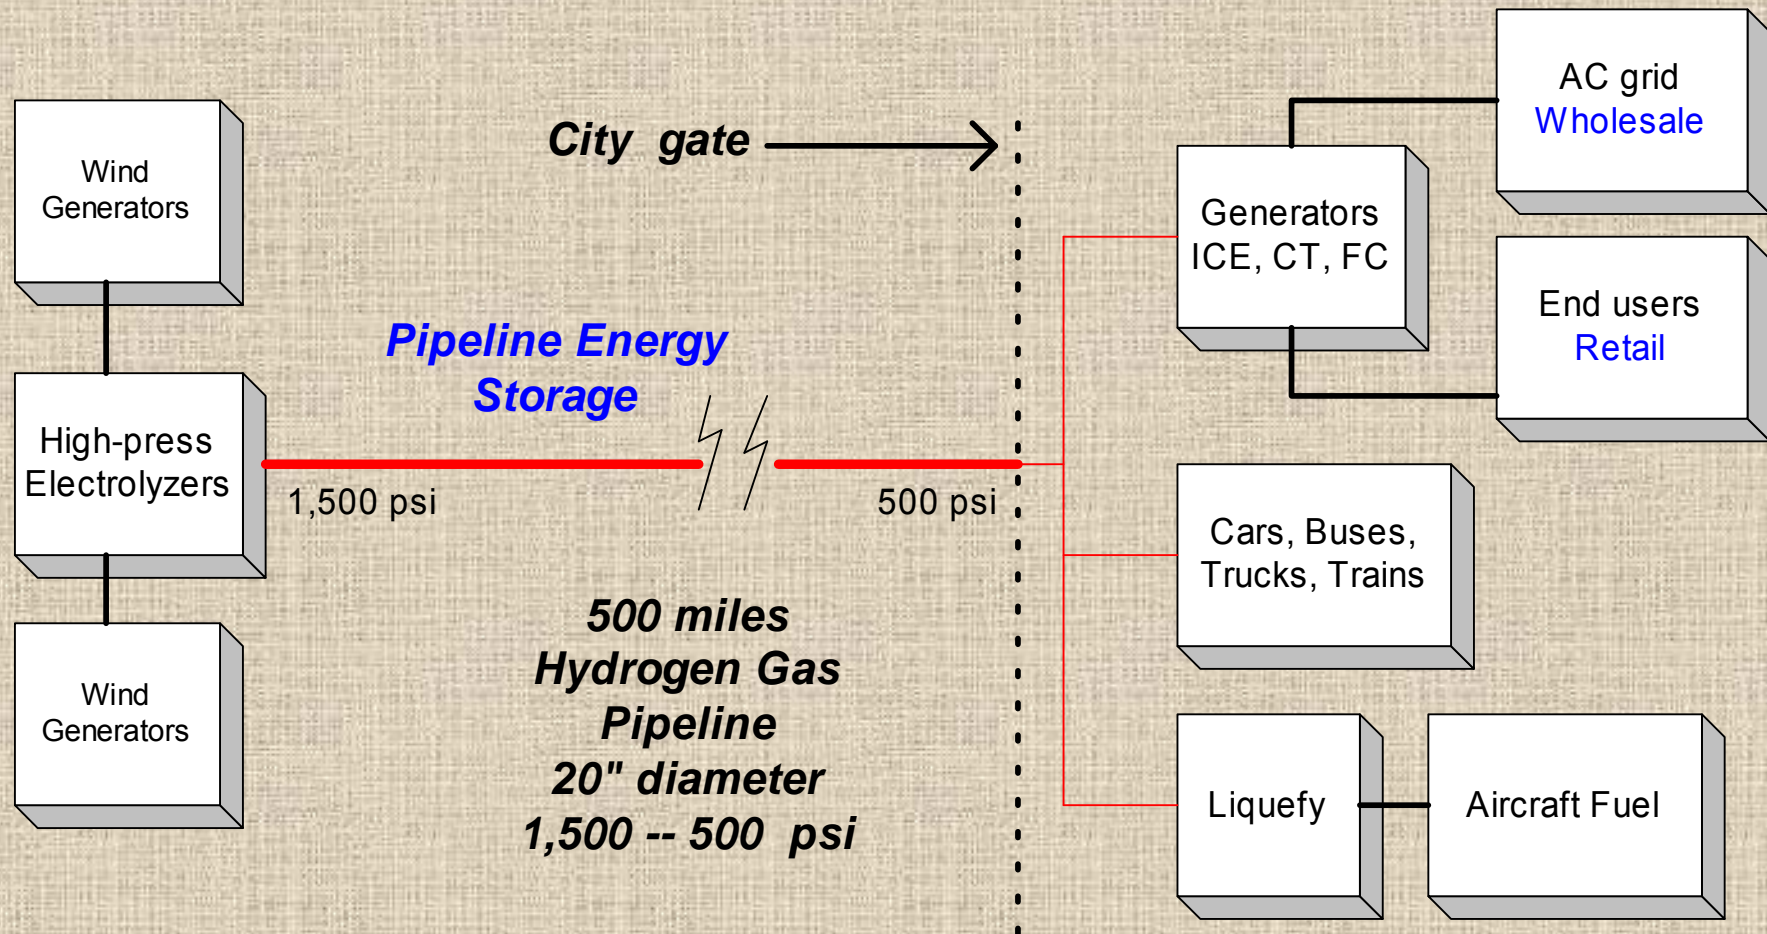 Wind
Generators
High-press
Electrolyzers
Wind
Generators
City gate
Pipeline Energy
Storage
1,500 psi
500 psi
500 miles
Hydrogen Gas
Pipeline
20" diameter
1,500 -- 500 psi
Generators
ICE, CT, FC
AC grid
Wholesale
End users
Retail
Cars, Buses,
Trucks, Trains
Liquefy
Aircraft Fuel